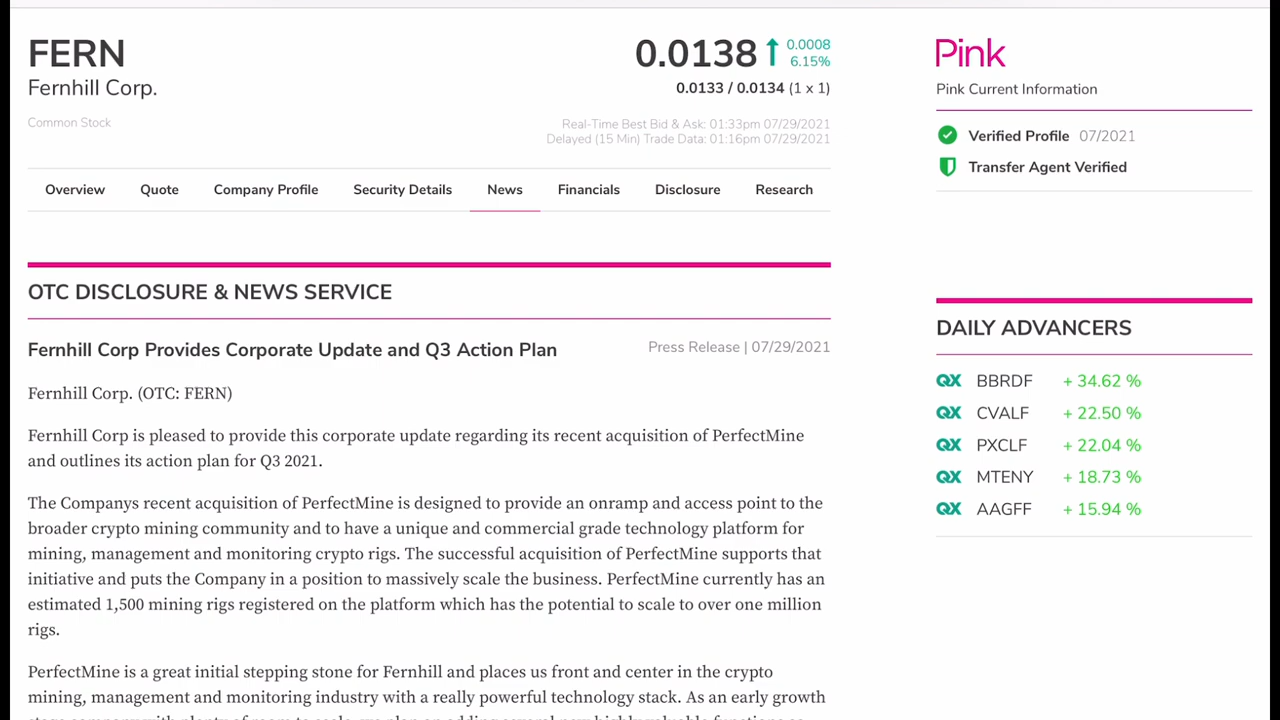 FERN
Fernhill Corp.
Common Stock
0.0138
0.0008
6.15%
0.0133 / 0.0134 (1 x 1)
Real-Time Best Bid & Ask: 01:33pm 07/29/2021
Delayed (15 Min) Trade Data: 01:16pm 07/29/2021
Pink
Pink Current Information
Verified Profile 07/2021
Transfer Agent Verified
Overview Quote Company Profile Security Details News Financials Disclosure Research
OTC DISCLOSURE & NEWS SERVICE
Fernhill Corp Provides Corporate Update and Q3 Action Plan
Press Release | 07/29/2021
Fernhill Corp. (OTC: FERN)
Fernhill Corp is pleased to provide this corporate update regarding its recent acquisition of PerfectMine
and outlines its action plan for Q3 2021.
The Companys recent acquisition of PerfectMine is designed to provide an onramp and access point to the
broader crypto mining community and to have a unique and commercial grade technology platform for
mining, management and monitoring crypto rigs. The successful acquisition of PerfectMine supports that
initiative and puts the Company in a position to massively scale the business. PerfectMine currently has an
estimated 1,500 mining rigs registered on the platform which has the potential to scale to over one million
rigs.
PerfectMine is a great initial stepping stone for Fernhill and places us front and center in the crypto
mining, management and monitoring industry with a really powerful technology stack. As an early growth
DAILY ADVANCERS
QX BBRDF + 34.62 %
QX CVALF + 22.50 %
QX PXCLF + 22.04 %
QX MTENY + 18.73 %
QX AAGFF + 15.94 %